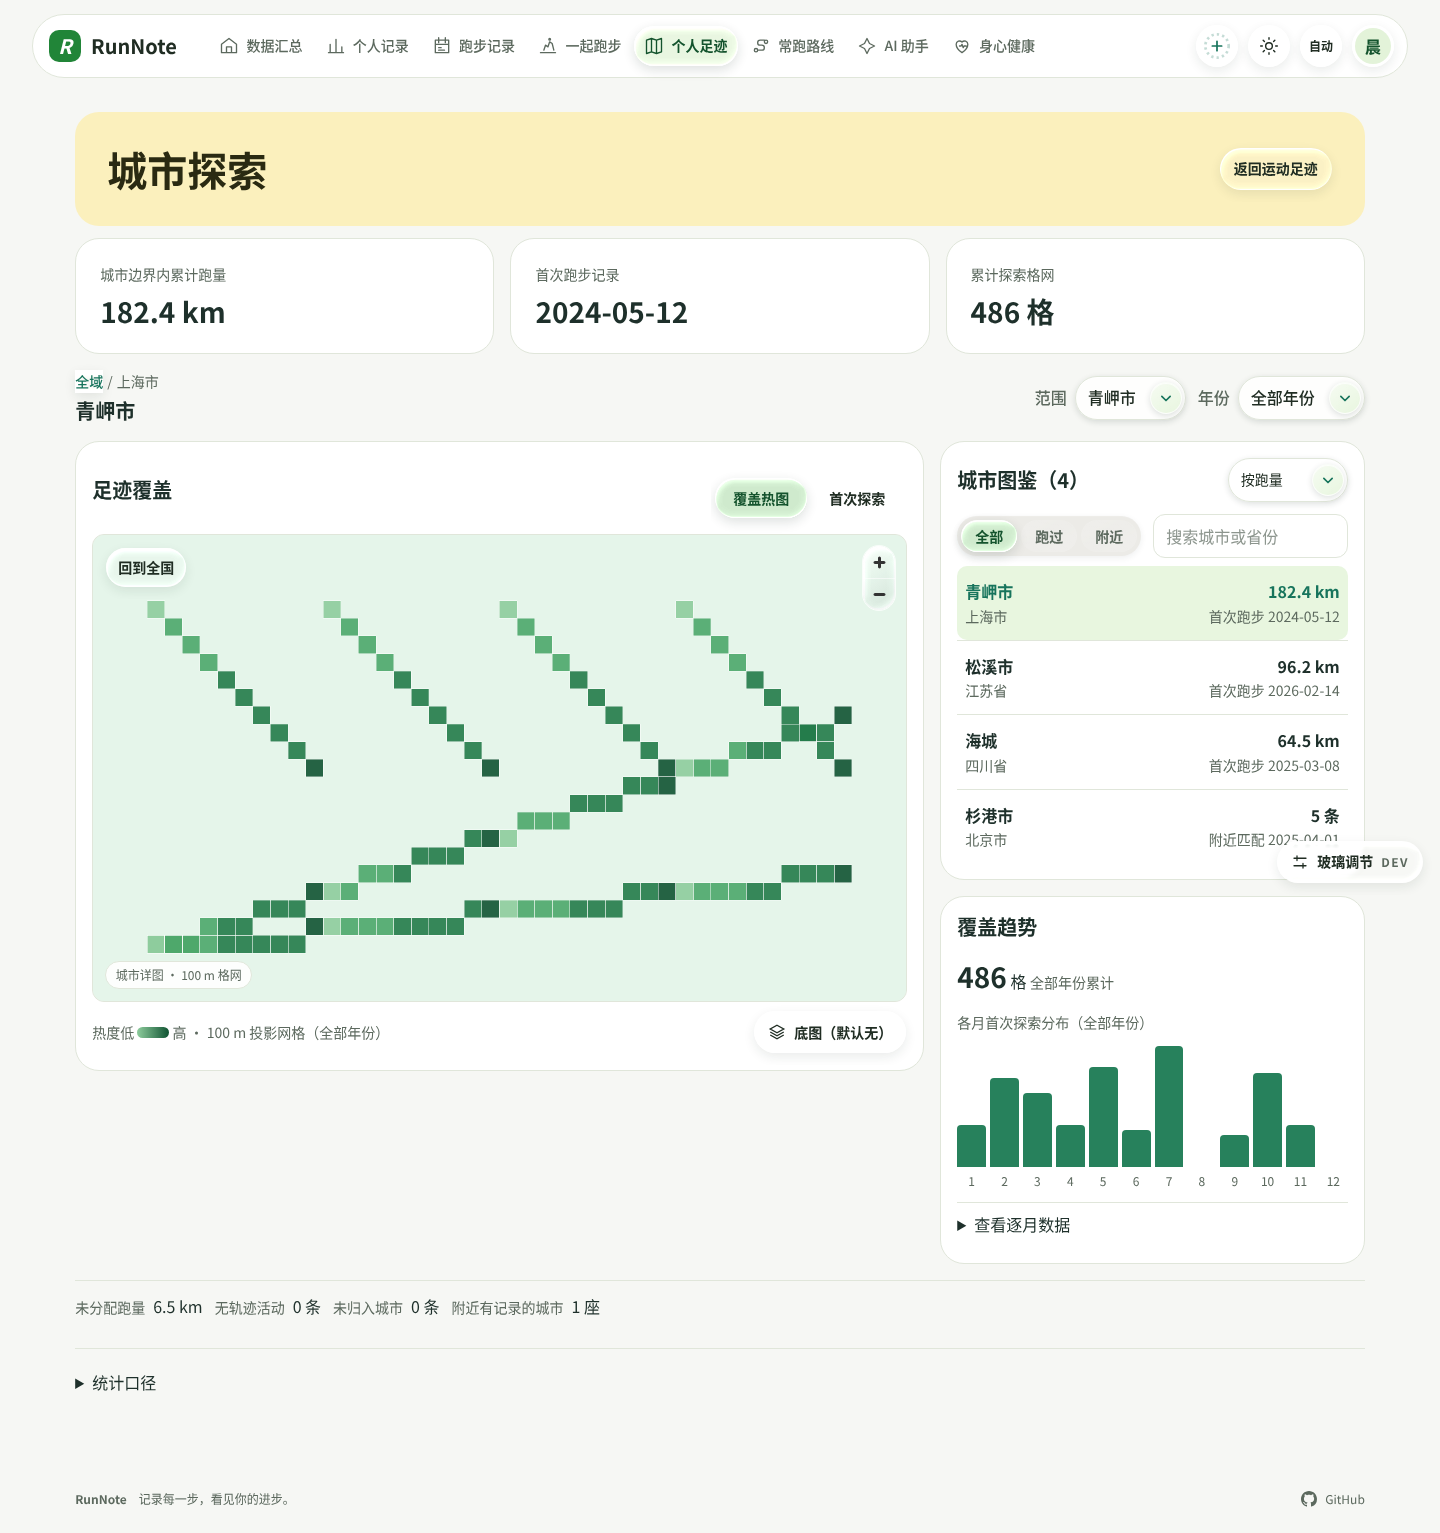 R RunNote 数据汇总 个人记录 跑步记录 一起跑步 个人足迹 常跑路线 AI 助手 身心健康 自动 晨
城市探索 返回运动足迹
城市边界内累计跑量 首次跑步记录 累计探索格网
182.4 km 2024-05-12 486 格
全域 / 上海市
青岬市
范围 青岬市 年份 全部年份
足迹覆盖 覆盖热图 首次探索
回到全国
城市详图 · 100 m 格网
热度低 高 · 100 m 投影网格（全部年份） 底图（默认无）
城市图鉴（4） 按跑量
全部 跑过 附近 搜索城市或省份
青岬市 182.4 km
上海市 首次跑步 2024-05-12
松溪市 96.2 km
江苏省 首次跑步 2026-02-14
海城 64.5 km
四川省 首次跑步 2025-03-08
杉港市 5 条
北京市 附近匹配 2025-04-01
玻璃调节 DEV
覆盖趋势
486 格 全部年份累计
各月首次探索分布（全部年份）
1 2 3 4 5 6 7 8 9 10 11 12
查看逐月数据
未分配跑量 6.5 km 无轨迹活动 0 条 未归入城市 0 条 附近有记录的城市 1 座
统计口径
RunNote 记录每一步，看见你的进步。 GitHub